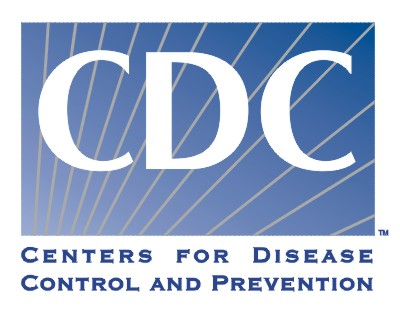 CDC
™
CENTERS FOR DISEASE
CONTROL AND PREVENTION